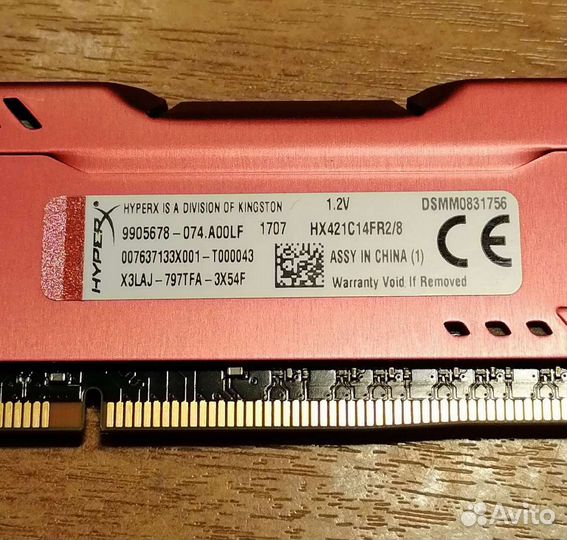 HYPERX
HYPERX IS A DIVISION OF KINGSTON 1.2V DSMM0831756
9905678-074.A00LF 1707 HX421C14FR2/8
007637133X001-T000043 ASSY IN CHINA (1)
X3LAJ-797TFA-3X54F Warranty Void If Removed
CE
Avito